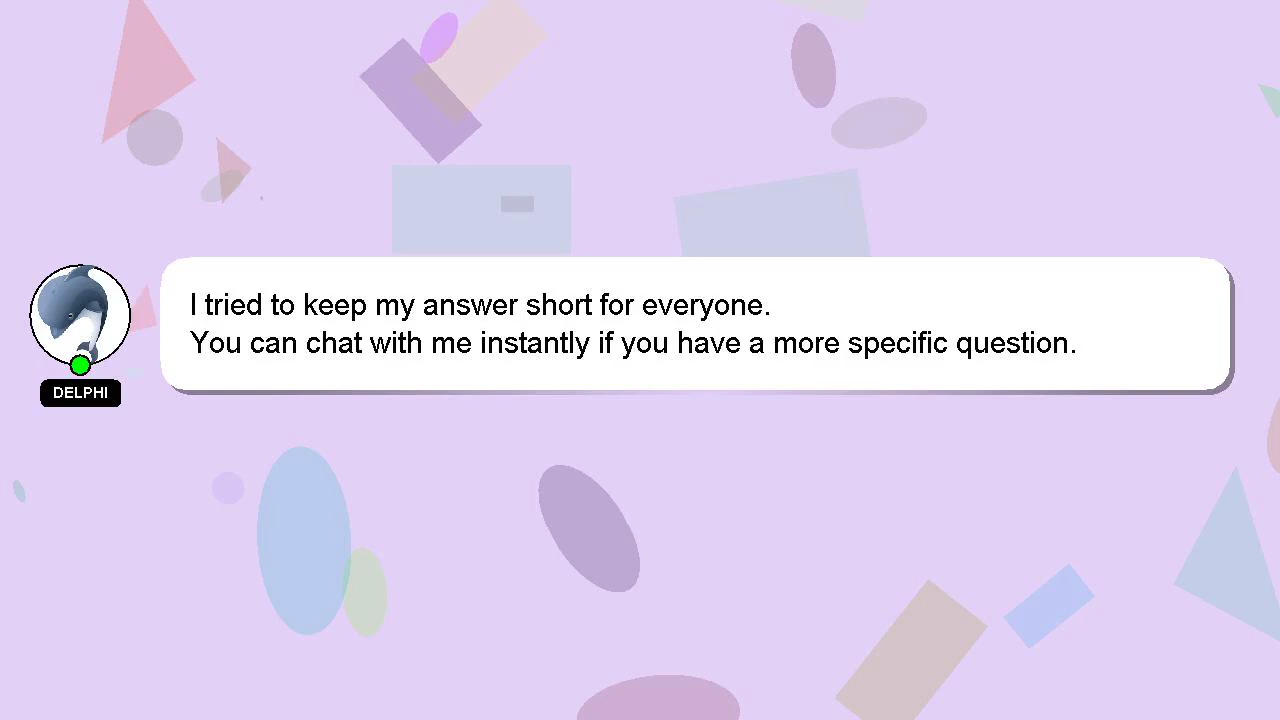 I tried to keep my answer short for everyone.
You can chat with me instantly if you have a more specific question.
DELPHI